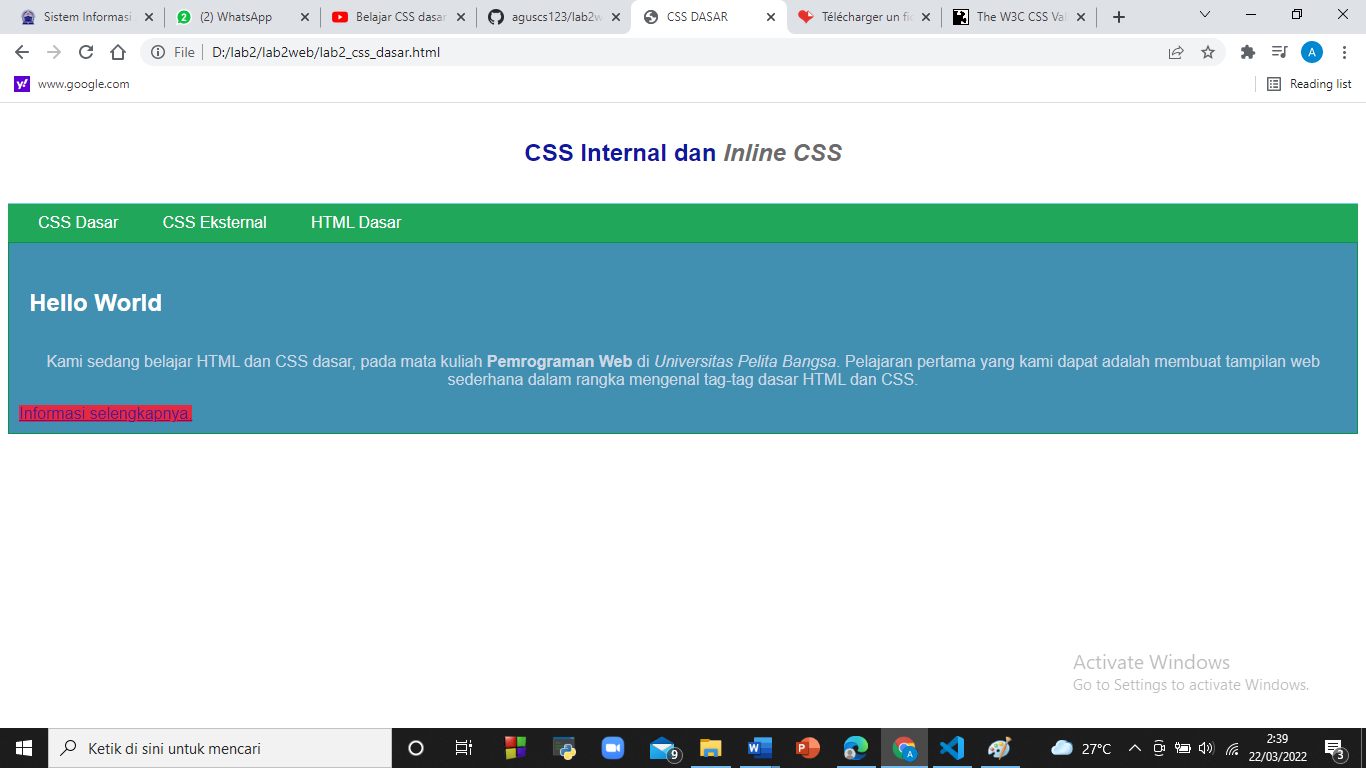 Sistem Informasi
(2) WhatsApp
Belajar CSS dasar
aguscs123/lab2w
CSS DASAR
Télécharger un fic
The W3C CSS Val
File
D:/lab2/lab2web/lab2_css_dasar.html
A
y!
www.google.com
Reading list
CSS Internal dan Inline CSS
CSS Dasar CSS Eksternal HTML Dasar
Hello World
Kami sedang belajar HTML dan CSS dasar, pada mata kuliah Pemrograman Web di Universitas Pelita Bangsa. Pelajaran pertama yang kami dapat adalah membuat tampilan web
sederhana dalam rangka mengenal tag-tag dasar HTML dan CSS.
Informasi selengkapnya.
Activate Windows
Go to Settings to activate Windows.
Ketik di sini untuk mencari
9
27°C
2:39
22/03/2022
3